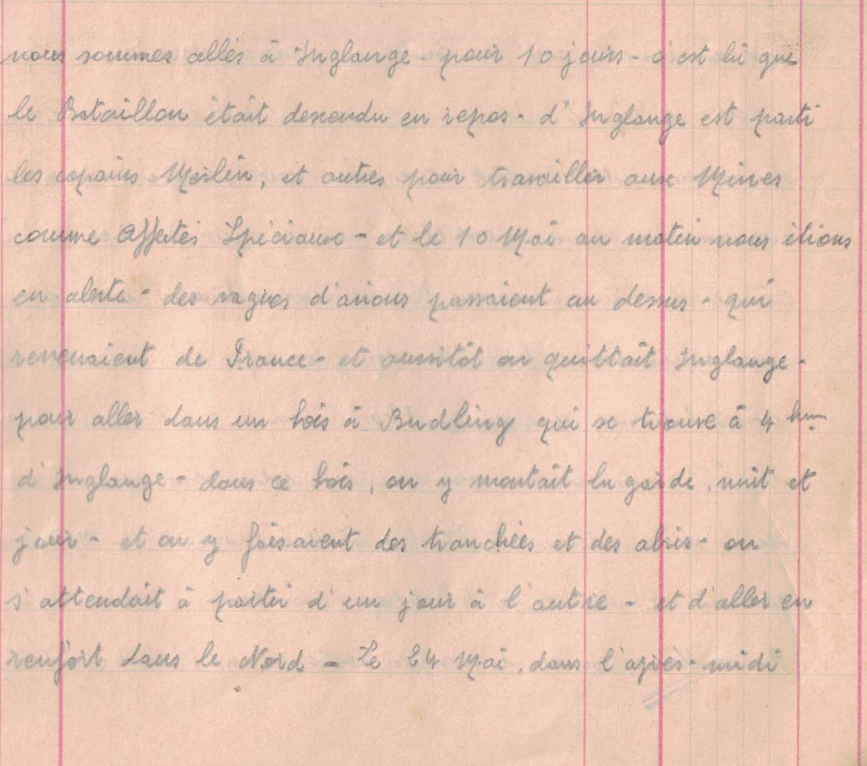 nous sommes allés à Inglange - pour 10 jours - c'est là que
le Bataillon était descendu en repos - d'Inglange est parti
les copains Merlin, et autres pour travailler aux Mines
comme Affectés Spéciaux - et le 10 Mai au matin nous étions
en alerte - des vagues d'avions passaient au dessus - qui
revenaient de France - et aussitôt on quittait Inglange -
pour aller dans un bois à Budling qui se trouve à 4 km
d'Inglange - dans ce bois, on y montait la garde, nuit et
jour - et on y faisaient des tranchées et des abris - on
s'attendait à partir d'un jour à l'autre - et d'aller en
renfort dans le Nord - Le 24 Mai, dans l'après-midi